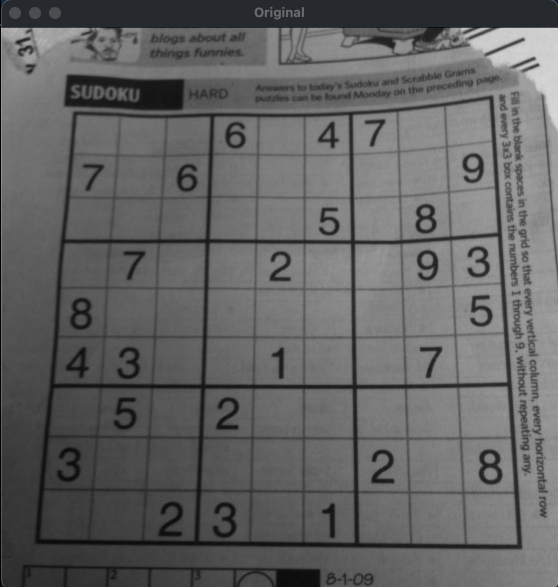 Original
31,
blogs about all
things funnies.
SUDOKU HARD
Answers to today's Sudoku and Scrabble Grams
puzzles can be found Monday on the preceding page.
6 4 7
7 6 9
5 8
7 2 9 3
8 5
4 3 1 7
5 2
3 2 8
2 3 1
Fill in the blank spaces in the grid so that every vertical column, every horizontal row
and every 3x3 box contains the numbers 1 through 9, without repeating any.
1 2 3
8-1-09